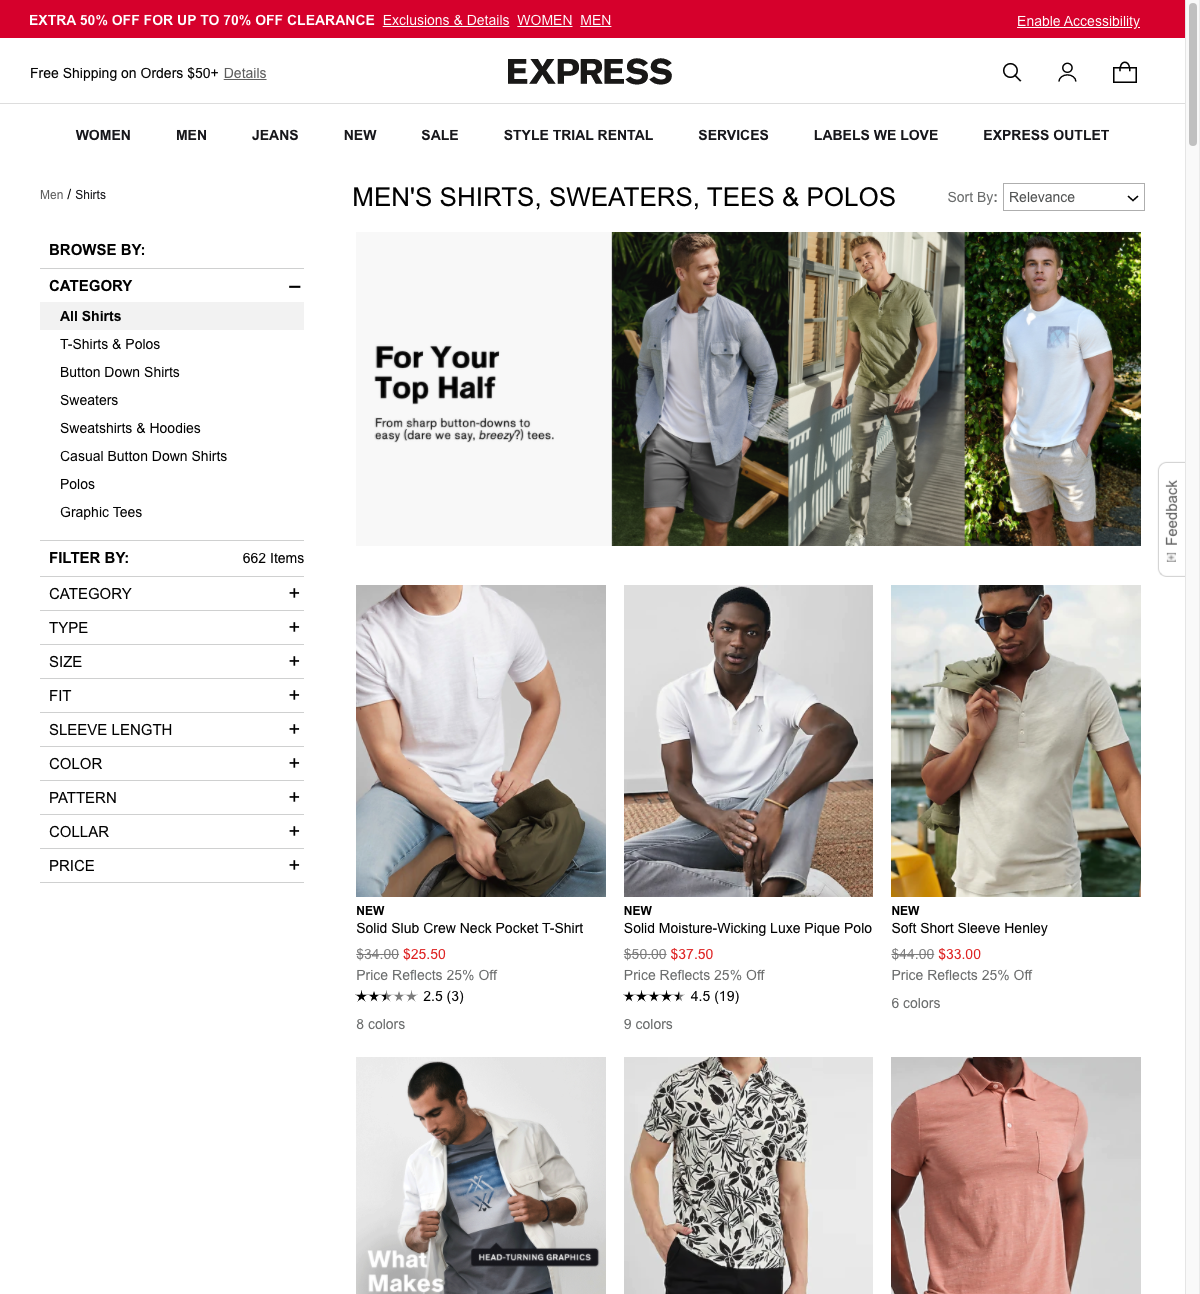 EXTRA 50% OFF FOR UP TO 70% OFF CLEARANCE Exclusions & Details WOMEN MEN
Enable Accessibility
Free Shipping on Orders $50+ Details
EXPRESS
WOMEN MEN JEANS NEW SALE STYLE TRIAL RENTAL SERVICES LABELS WE LOVE EXPRESS OUTLET
Men / Shirts
MEN'S SHIRTS, SWEATERS, TEES & POLOS
Sort By: Relevance
BROWSE BY:
CATEGORY
All Shirts
T-Shirts & Polos
Button Down Shirts
Sweaters
Sweatshirts & Hoodies
Casual Button Down Shirts
Polos
Graphic Tees
FILTER BY: 662 Items
CATEGORY +
TYPE +
SIZE +
FIT +
SLEEVE LENGTH +
COLOR +
PATTERN +
COLLAR +
PRICE +
For Your
Top Half
From sharp button-downs to
easy (dare we say, breezy?) tees.
Feedback
NEW
Solid Slub Crew Neck Pocket T-Shirt
$34.00 $25.50
Price Reflects 25% Off
2.5 (3)
8 colors
NEW
Solid Moisture-Wicking Luxe Pique Polo
$50.00 $37.50
Price Reflects 25% Off
4.5 (19)
9 colors
NEW
Soft Short Sleeve Henley
$44.00 $33.00
Price Reflects 25% Off
6 colors
What
Makes
HEAD-TURNING GRAPHICS